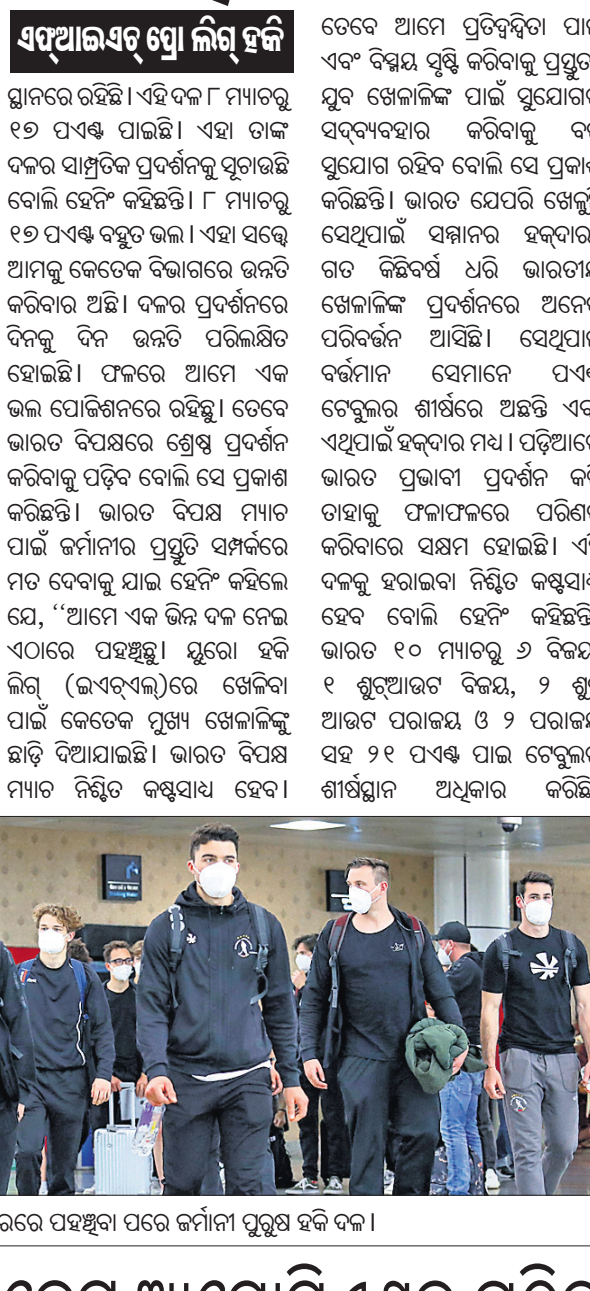 ଏଫ୍ଆଇଏଚ୍ ପ୍ରୋ ଲିଗ୍ ହକି
ସ୍ଥାନରେ ରହିଛି। ଏହି ଦଳ ୮ ମ୍ୟାଚରୁ
୧୭ ପଏଣ୍ଟ ପାଇଛି। ଏହା ତାଙ୍କ
ଦଳର ସାମ୍ପ୍ରତିକ ପ୍ରଦର୍ଶନକୁ ସୂଚାଉଛି
ବୋଲି ହେନିଂ କହିଛନ୍ତି। ୮ ମ୍ୟାଚରୁ
୧୭ ପଏଣ୍ଟ ବହୁତ ଭଲ। ଏହା ସତ୍ତ୍ୱେ
ଆମକୁ କେତେକ ବିଭାଗରେ ଉନ୍ନତି
କରିବାର ଅଛି। ଦଳର ପ୍ରଦର୍ଶନରେ
ଦିନକୁ ଦିନ ଉନ୍ନତି ପରିଲକ୍ଷିତ
ହୋଇଛି। ଫଳରେ ଆମେ ଏକ
ଭଲ ପୋଜିଶନରେ ରହିଛୁ। ତେବେ
ଭାରତ ବିପକ୍ଷରେ ଶ୍ରେଷ୍ଠ ପ୍ରଦର୍ଶନ
କରିବାକୁ ପଡ଼ିବ ବୋଲି ସେ ପ୍ରକାଶ
କରିଛନ୍ତି। ଭାରତ ବିପକ୍ଷ ମ୍ୟାଚ
ପାଇଁ ଜର୍ମାନୀର ପ୍ରସ୍ତୁତି ସମ୍ପର୍କରେ
ମତ ଦେବାକୁ ଯାଇ ହେନିଂ କହିଲେ
ଯେ, ‘‘ଆମେ ଏକ ଭିନ୍ନ ଦଳ ନେଇ
ଏଠାରେ ପହଞ୍ଚିଛୁ। ୟୁରୋ ହକି
ଲିଗ୍ (ଇଏଚ୍ଏଲ୍)ରେ ଖେଳିବା
ପାଇଁ କେତେକ ମୁଖ୍ୟ ଖେଳାଳିଙ୍କୁ
ଛାଡ଼ି ଦିଆଯାଇଛି। ଭାରତ ବିପକ୍ଷ
ମ୍ୟାଚ ନିଶ୍ଚିତ କଷ୍ଟସାଧ୍ୟ ହେବ।
ତେବେ ଆମେ ପ୍ରତିଦ୍ୱନ୍ଦ୍ୱିତା
ଏବଂ ବିସ୍ମୟ ସୃଷ୍ଟି କରିବାକୁ ପ୍ରସ୍ତୁତ
ଯୁବ ଖେଳାଳିଙ୍କ ପାଇଁ
ସଦ୍‌ବ୍ୟବହାର କରିବାକୁ
ସୁଯୋଗ ରହିବ ବୋଲି ସେ
କରିଛନ୍ତି। ଭାରତ ଯେପରି
ସେଥିପାଇଁ ସମ୍ମାନର ହକ୍‌ଦାର
ଗତ କିଛିବର୍ଷ ଧରି
ଖେଳାଳିଙ୍କ ପ୍ରଦର୍ଶନରେ
ପରିବର୍ତ୍ତନ ଆସିଛି।
ବର୍ତ୍ତମାନ ସେମାନେ
ଟେବୁଲର ଶୀର୍ଷରେ ଅଛନ୍ତି
ଏଥିପାଇଁ ହକ୍‌ଦାର ମଧ୍ୟ।
ଭାରତ ପ୍ରଭାବୀ ପ୍ରଦର୍ଶନ
ତାହାକୁ ଫଳାଫଳରେ
କରିବାରେ ସକ୍ଷମ ହୋଇଛି।
ଦଳକୁ ହରାଇବା ନିଶ୍ଚିତ
ହେବ ବୋଲି ହେନିଂ କହିଛନ୍ତି
ଭାରତ ୧୦ ମ୍ୟାଚରୁ ୬
୧ ଶୁଟ୍ଆଉଟ ବିଜୟ, ୨
ଆଉଟ ପରାଜୟ ଓ ୨
ସହ ୨୧ ପଏଣ୍ଟ ପାଇ
ଶୀର୍ଷସ୍ଥାନ ଅଧିକାର
ପହଞ୍ଚିବା ପରେ ଜର୍ମାନୀ ପୁରୁଷ ହକି ଦଳ।